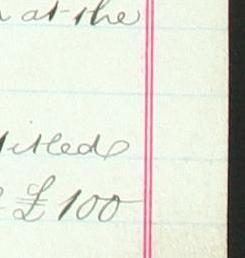 at the
titled
£100